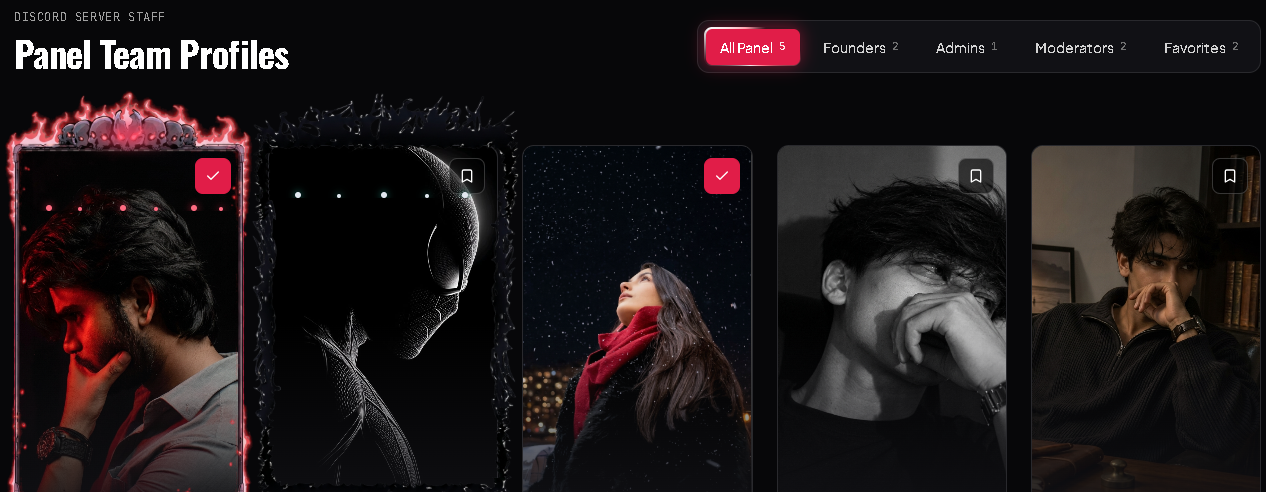 DISCORD SERVER STAFF
Panel Team Profiles
All Panel 5 Founders 2 Admins 1 Moderators 2 Favorites 2